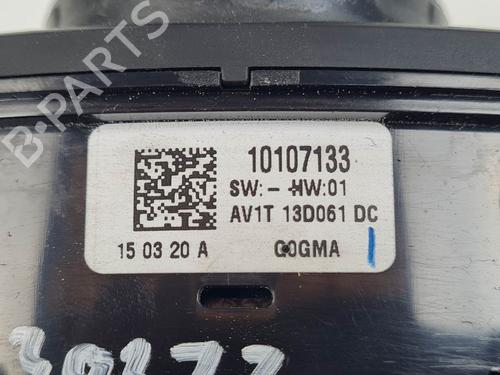 B-PARTS
10107133
SW:- HW:01
AV1T 13D061 DC
15 03 20 A GOGMA